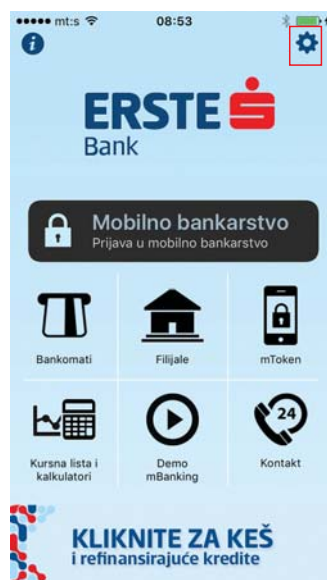 mt:s 08:53
ERSTE
Bank
Mobilno bankarstvo
Prijava u mobilno bankarstvo
Bankomati
Filijale
mToken
24
Kursna lista i
kalkulatori
Demo
mBanking
Kontakt
KLIKNITE ZA KEŠ
i refinansirajuće kredite